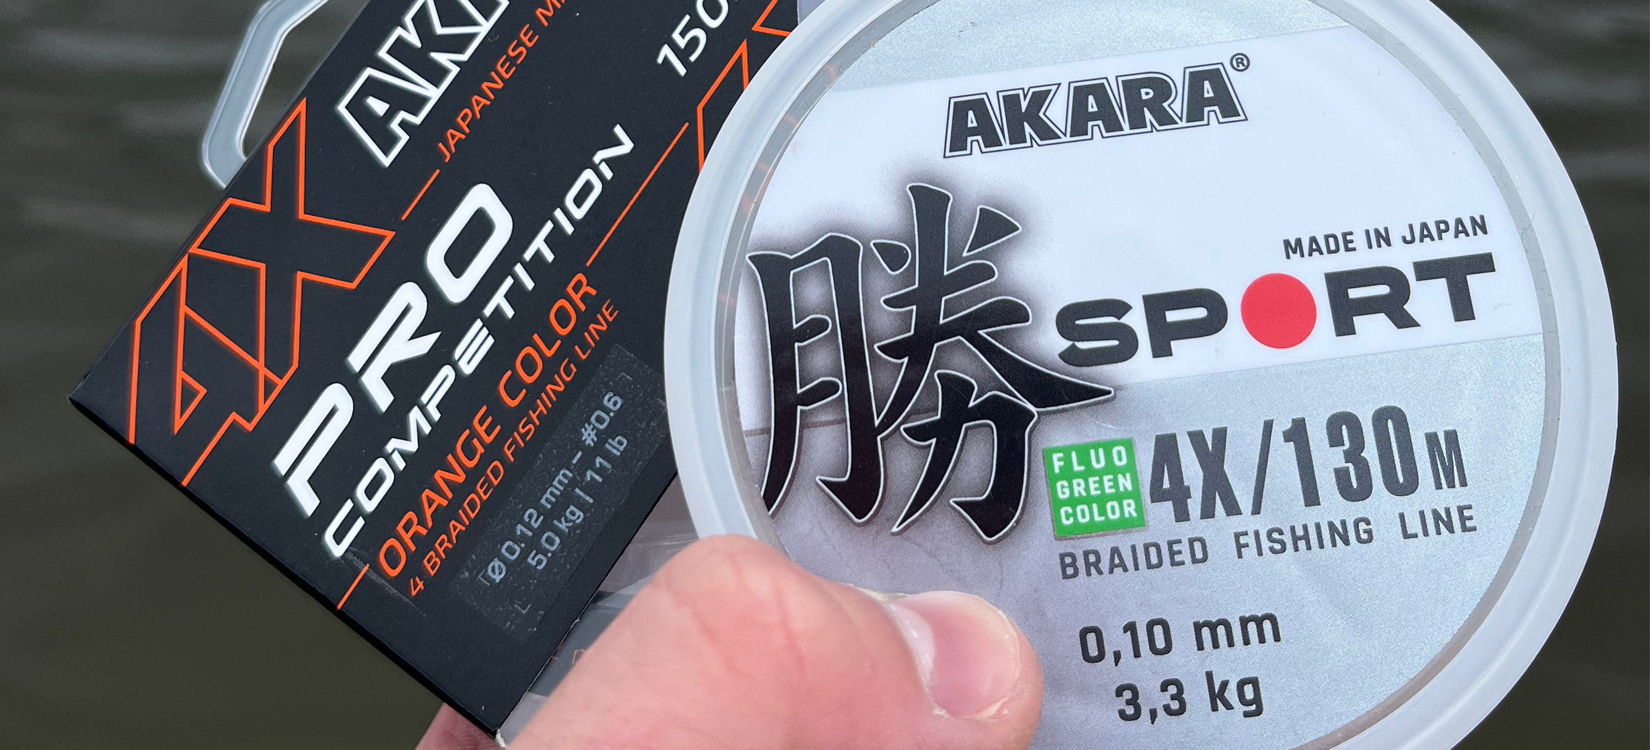 4X
JAPANESE
150
PRO
COMPETITION
ORANGE COLOR
4 BRAIDED FISHING LINE
Ø 0.12 mm – #0.6
5.0 kg | 11 lb
AKARA®
勝
MADE IN JAPAN
SPORT
FLUO
GREEN
COLOR
4X/130M
BRAIDED FISHING LINE
0,10 mm
3,3 kg